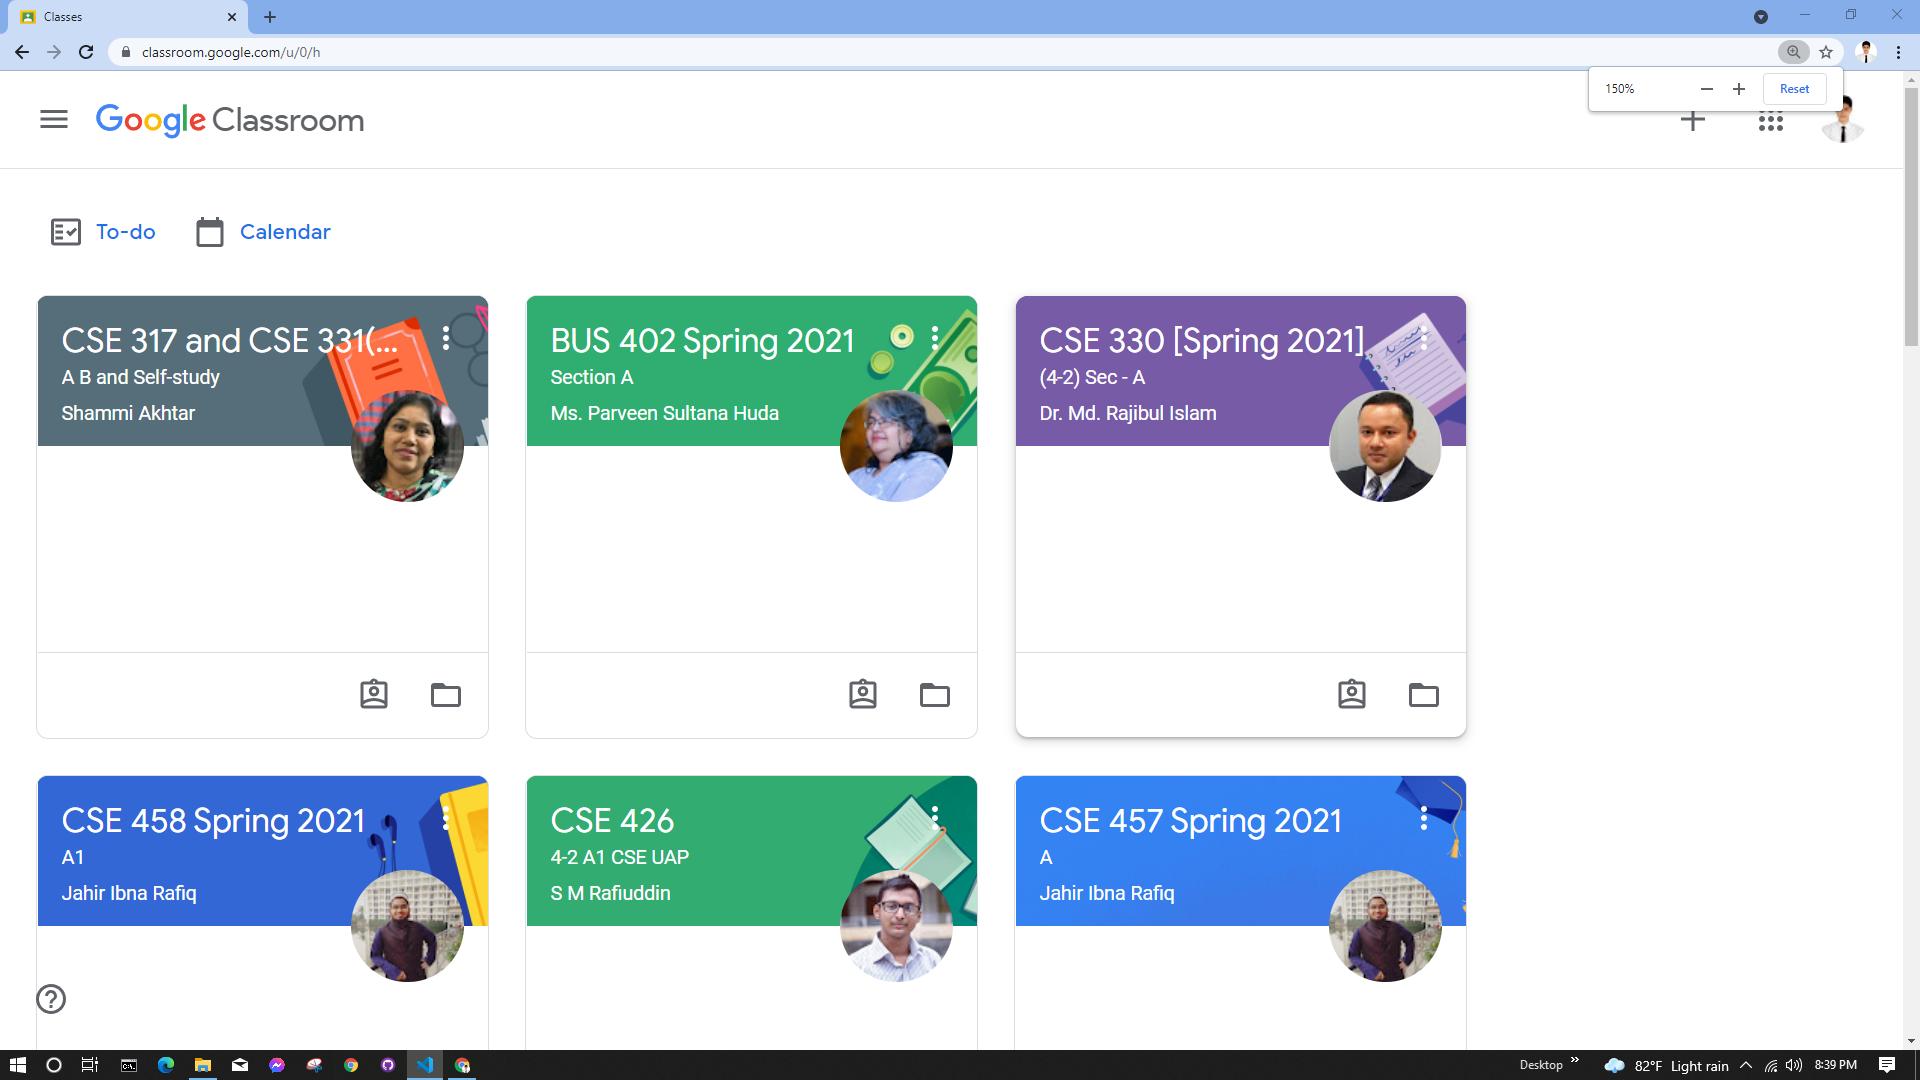 Classes
classroom.google.com/u/0/h
150%
Reset
Google Classroom
To-do
Calendar
CSE 317 and CSE 331(...
A B and Self-study
Shammi Akhtar
BUS 402 Spring 2021
Section A
Ms. Parveen Sultana Huda
CSE 330 [Spring 2021]
(4-2) Sec - A
Dr. Md. Rajibul Islam
CSE 458 Spring 2021
A1
Jahir Ibna Rafiq
CSE 426
4-2 A1 CSE UAP
S M Rafiuddin
CSE 457 Spring 2021
A
Jahir Ibna Rafiq
Desktop
82°F Light rain
8:39 PM